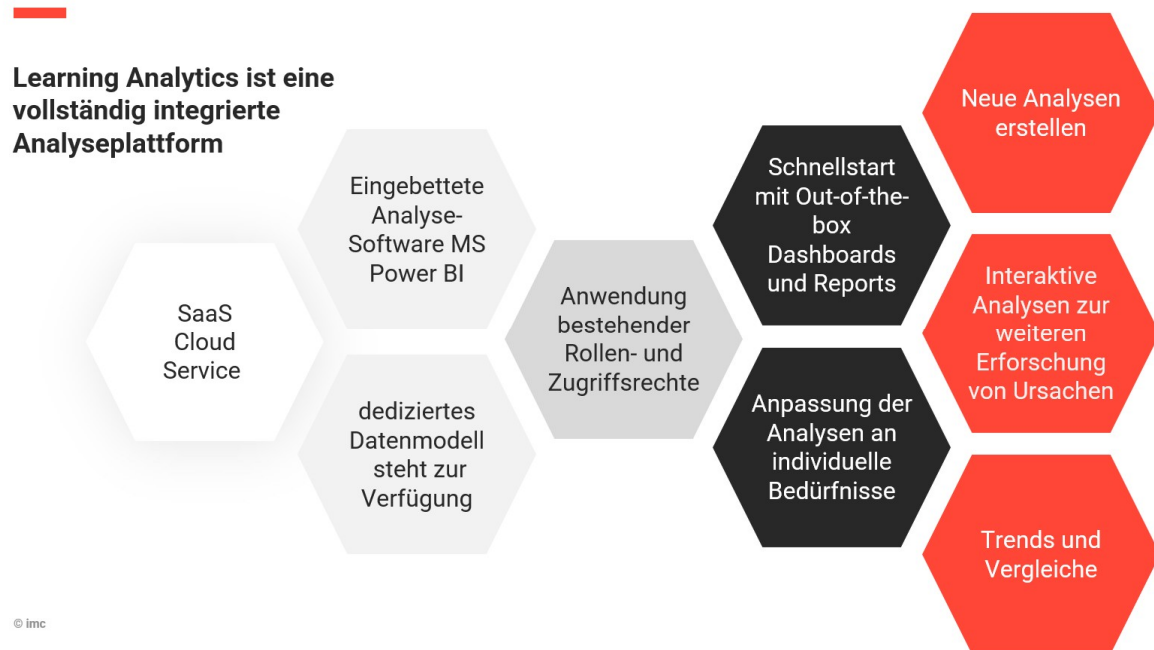 Learning Analytics ist eine
vollständig integrierte
Analyseplattform
SaaS
Cloud
Service
Eingebettete
Analyse-
Software MS
Power BI
dediziertes
Datenmodell
steht zur
Verfügung
Anwendung
bestehender
Rollen- und
Zugriffsrechte
Schnellstart
mit Out-of-the-
box
Dashboards
und Reports
Anpassung der
Analysen an
individuelle
Bedürfnisse
Neue Analysen
erstellen
Interaktive
Analysen zur
weiteren
Erforschung
von Ursachen
Trends und
Vergleiche
© imc